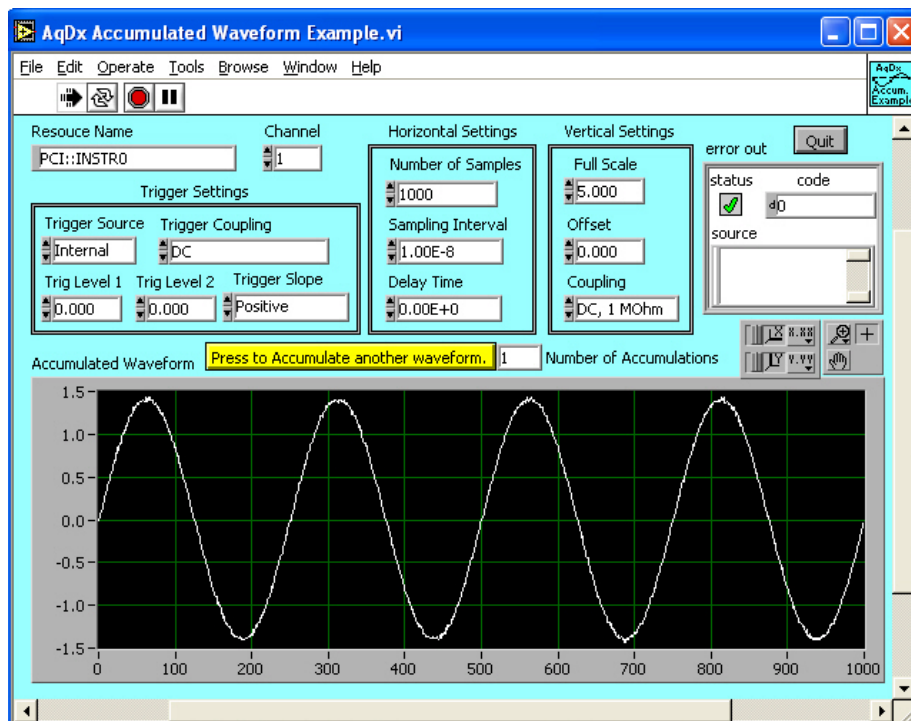 AqDx Accumulated Waveform Example.vi
File Edit Operate Tools Browse Window Help
AqDx
Accum.
Example
Resouce Name
PCI::INSTR0
Channel
1
Trigger Settings
Trigger Source
Internal
Trigger Coupling
DC
Trig Level 1
0.000
Trig Level 2
0.000
Trigger Slope
Positive
Horizontal Settings
Number of Samples
1000
Sampling Interval
1.00E-8
Delay Time
0.00E+0
Vertical Settings
Full Scale
5.000
Offset
0.000
Coupling
DC, 1 MOhm
error out
Quit
status
code
d0
source
X X.XX
Y Y.YY
Accumulated Waveform
Press to Accumulate another waveform.
1
Number of Accumulations
1.5
1.0
0.5
0.0
-0.5
-1.0
-1.5
0 100 200 300 400 500 600 700 800 900 1000